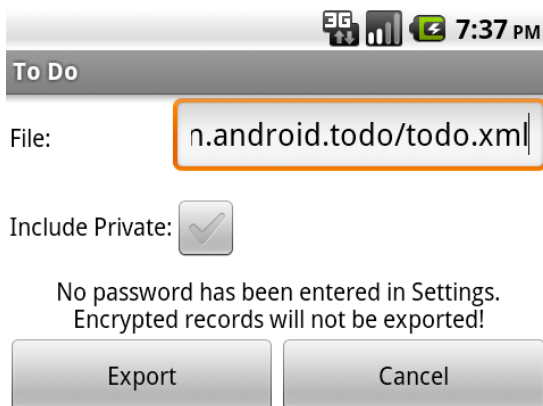 3G 7:37 PM
To Do
File: n.android.todo/todo.xml
Include Private:
No password has been entered in Settings.
Encrypted records will not be exported!
Export Cancel